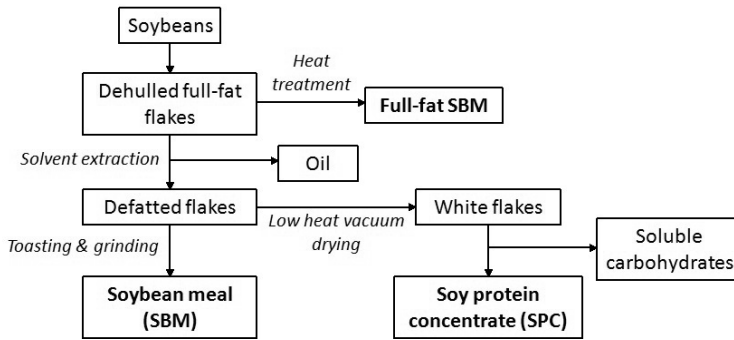 Soybeans
Heat
treatment
Dehulled full-fat
flakes
Full-fat SBM
Solvent extraction
Oil
Defatted flakes
White flakes
Low heat vacuum
drying
Toasting & grinding
Soluble
carbohydrates
Soybean meal
(SBM)
Soy protein
concentrate (SPC)